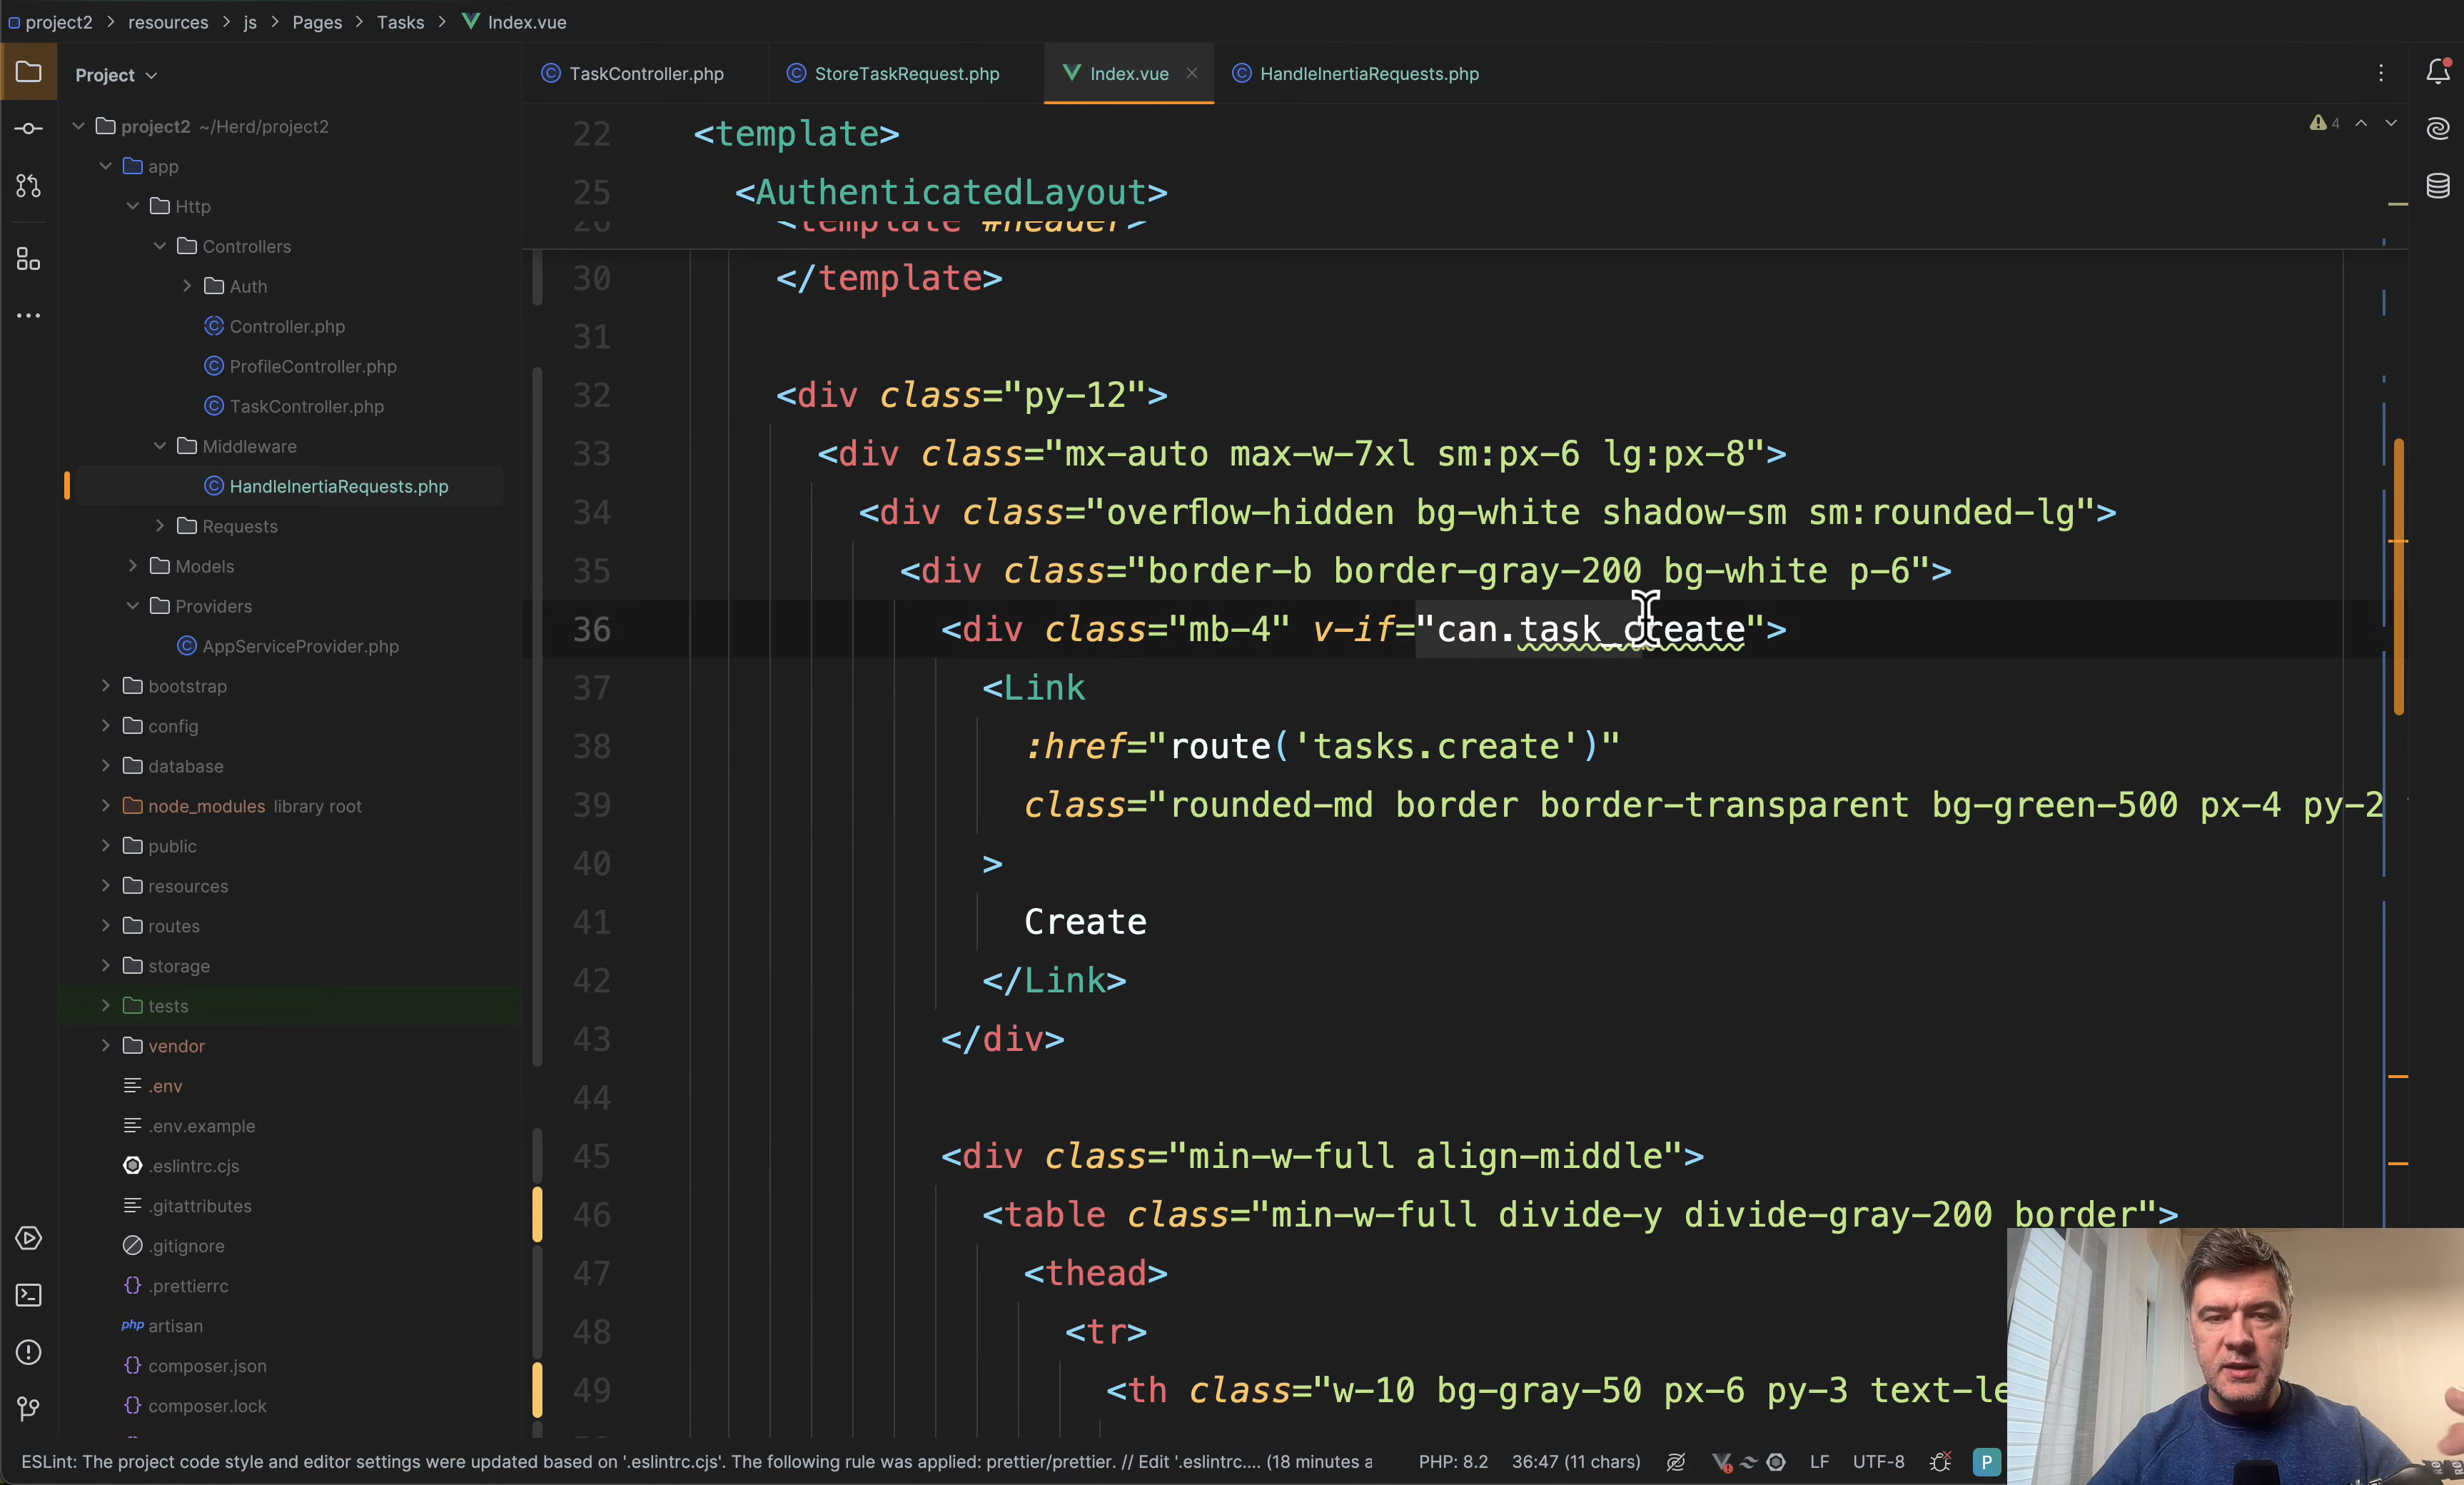 project2 > resources > js > Pages > Tasks > Index.vue
Project
TaskController.php
StoreTaskRequest.php
Index.vue
HandleInertiaRequests.php
project2 ~/Herd/project2
app
Http
Controllers
Auth
Controller.php
ProfileController.php
TaskController.php
Middleware
HandleInertiaRequests.php
Requests
Models
Providers
AppServiceProvider.php
bootstrap
config
database
node_modules library root
public
resources
routes
storage
tests
vendor
.env
.env.example
.eslintrc.cjs
.gitattributes
.gitignore
.prettierrc
php artisan
composer.json
composer.lock
4
22 <template>
25 <AuthenticatedLayout>
26 <template #header>
30 </template>
31
32 <div class="py-12">
33 <div class="mx-auto max-w-7xl sm:px-6 lg:px-8">
34 <div class="overflow-hidden bg-white shadow-sm sm:rounded-lg">
35 <div class="border-b border-gray-200 bg-white p-6">
36 <div class="mb-4" v-if="can.task_create">
37 <Link
38 :href="route('tasks.create')"
39 class="rounded-md border border-transparent bg-green-500 px-4 py-2
40 >
41 Create
42 </Link>
43 </div>
44
45 <div class="min-w-full align-middle">
46 <table class="min-w-full divide-y divide-gray-200 border">
47 <thead>
48 <tr>
49 <th class="w-10 bg-gray-50 px-6 py-3 text-le
ESLint: The project code style and editor settings were updated based on '.eslintrc.cjs'. The following rule was applied: prettier/prettier. // Edit '.eslintrc.... (18 minutes a
PHP: 8.2
36:47 (11 chars)
LF
UTF-8
P